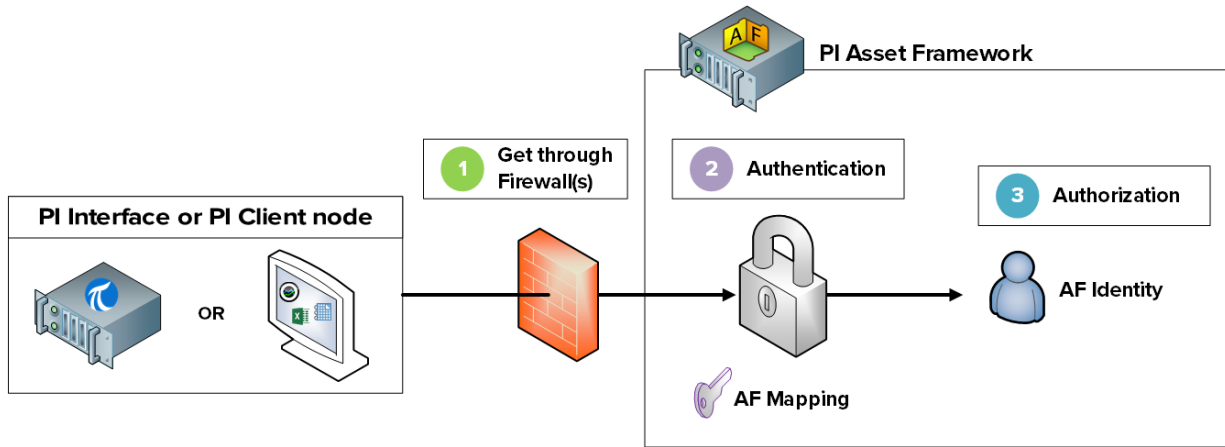 A F
PI Asset Framework
1 Get through
Firewall(s)
2 Authentication
3 Authorization
PI Interface or PI Client node
π
OR
X
AF Identity
AF Mapping